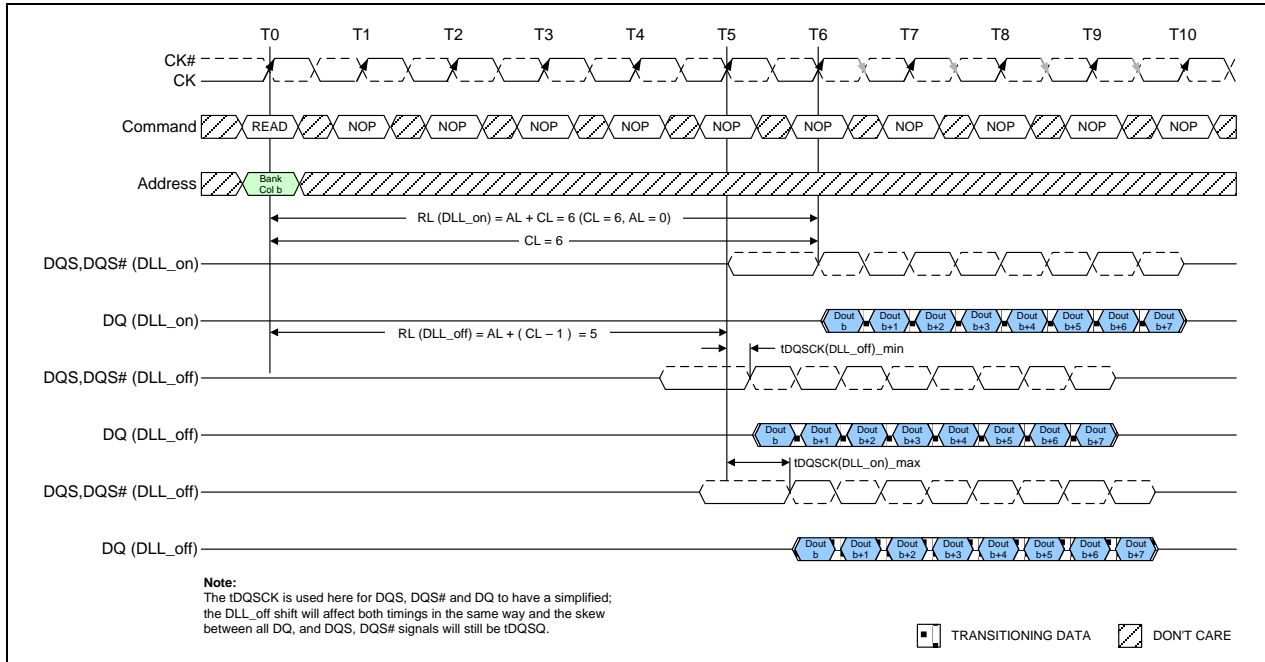 T0 T1 T2 T3 T4 T5 T6 T7 T8 T9 T10
CK#
CK
Command READ NOP NOP NOP NOP NOP NOP NOP NOP NOP NOP
Address Bank
Col b
RL (DLL_on) = AL + CL = 6 (CL = 6, AL = 0)
CL = 6
DQS,DQS# (DLL_on)
DQ (DLL_on) Dout Dout Dout Dout Dout Dout Dout Dout
b b+1 b+2 b+3 b+4 b+5 b+6 b+7
RL (DLL_off) = AL + ( CL – 1 ) = 5
tDQSCK(DLL_off)_min
DQS,DQS# (DLL_off)
DQ (DLL_off) Dout Dout Dout Dout Dout Dout Dout Dout
b b+1 b+2 b+3 b+4 b+5 b+6 b+7
tDQSCK(DLL_on)_max
DQS,DQS# (DLL_off)
DQ (DLL_off) Dout Dout Dout Dout Dout Dout Dout Dout
b b+1 b+2 b+3 b+4 b+5 b+6 b+7
Note:
The tDQSCK is used here for DQS, DQS# and DQ to have a simplified;
the DLL_off shift will affect both timings in the same way and the skew
between all DQ, and DQS, DQS# signals will still be tDQSQ.
TRANSITIONING DATA DON'T CARE